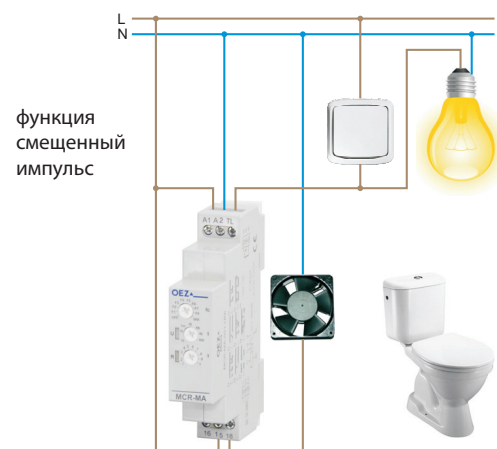 L
N
функция
смещенный
импульс
A1 A2 TL
OEZ
MCR-MA
16 15 18